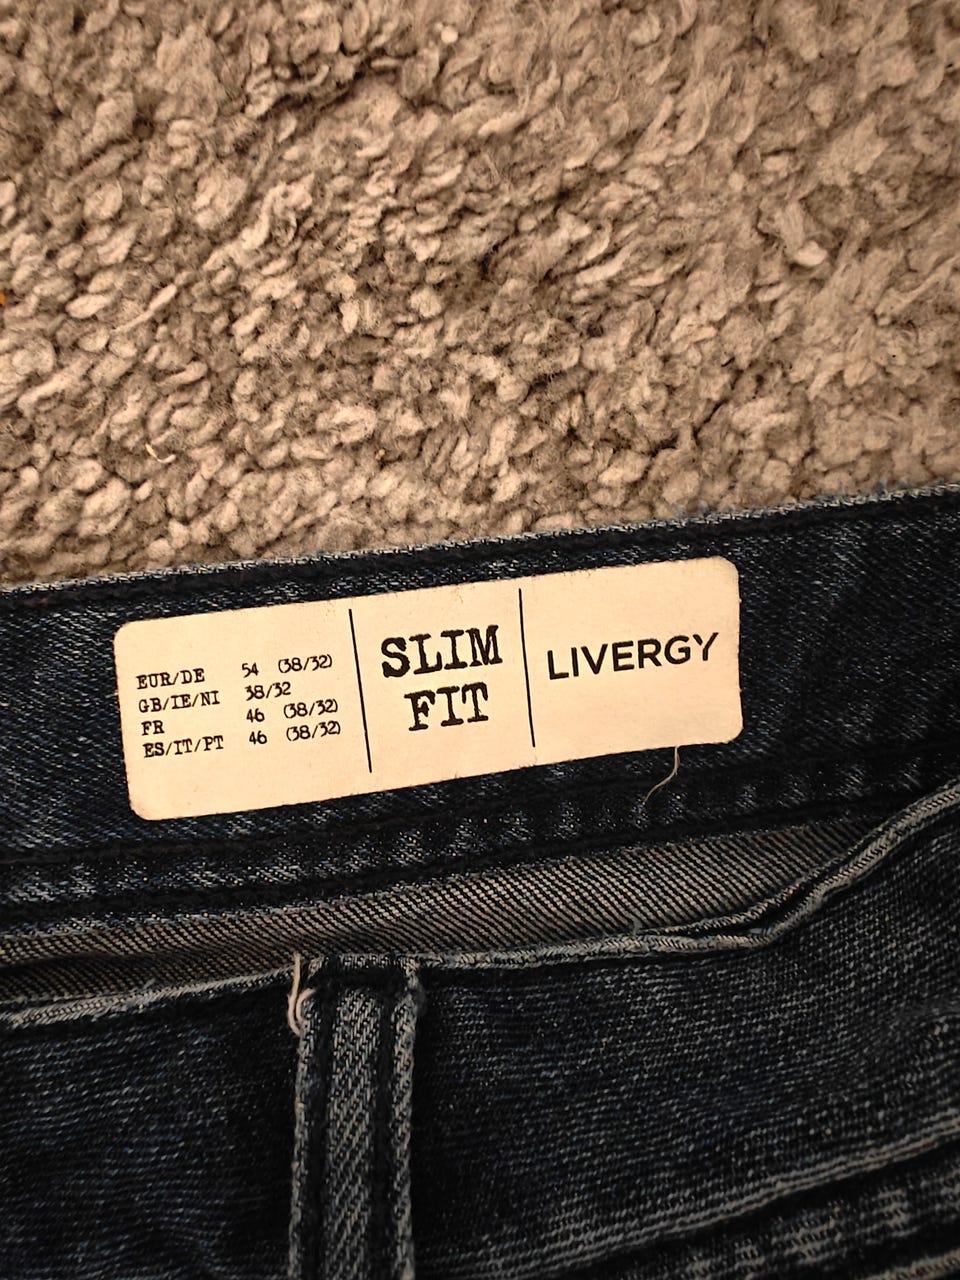 EUR/DE 54 (38/32)
GB/IE/NI 38/32
FR 46 (38/32)
ES/IT/PT 46 (38/32)
SLIM
FIT
LIVERGY